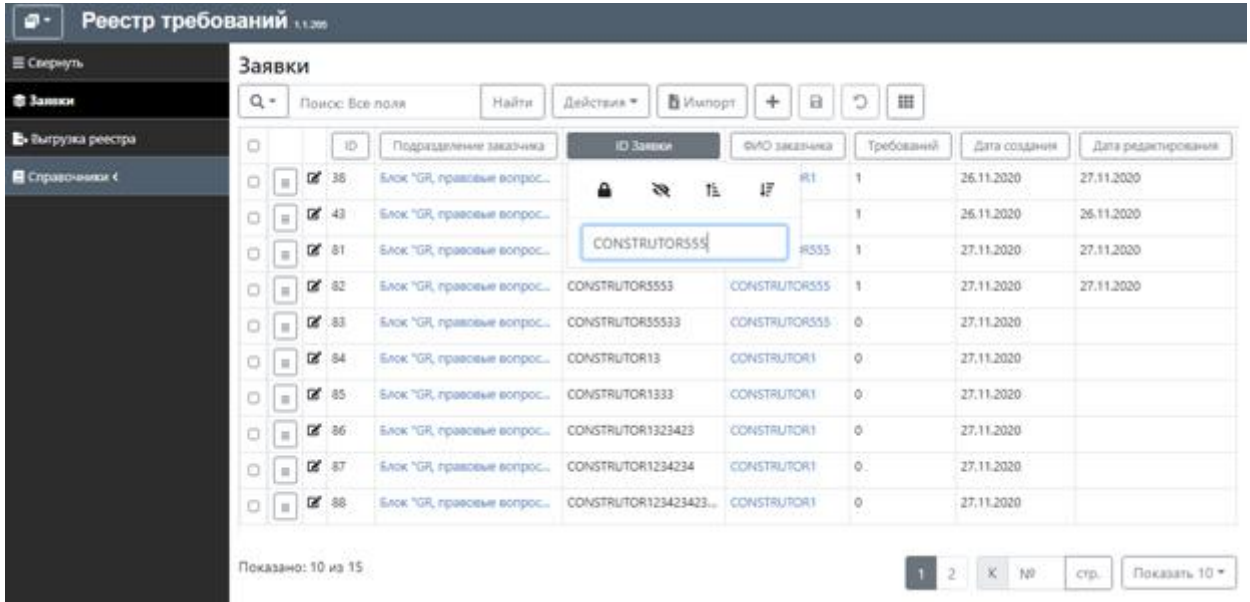 Реестр требований 1.1.205
Свернуть
Заявки
Выгрузка реестра
Справочники
Заявки
Поиск: Все поля Найти Действия Импорт
ID Подразделение заказчика ID Заявки ФИО заказчика Требований Дата создания Дата редактирования
38 Блок "GR, правовые вопрос... R1 1 26.11.2020 27.11.2020
43 Блок "GR, правовые вопрос... 1 26.11.2020 26.11.2020
CONSTRUTOR555
81 Блок "GR, правовые вопрос... R555 1 27.11.2020 27.11.2020
82 Блок "GR, правовые вопрос... CONSTRUTOR5553 CONSTRUTOR555 1 27.11.2020 27.11.2020
83 Блок "GR, правовые вопрос... CONSTRUTOR55533 CONSTRUTOR555 0 27.11.2020
84 Блок "GR, правовые вопрос... CONSTRUTOR13 CONSTRUTOR1 0 27.11.2020
85 Блок "GR, правовые вопрос... CONSTRUTOR1333 CONSTRUTOR1 0 27.11.2020
86 Блок "GR, правовые вопрос... CONSTRUTOR1323423 CONSTRUTOR1 0 27.11.2020
87 Блок "GR, правовые вопрос... CONSTRUTOR1234234 CONSTRUTOR1 0 27.11.2020
88 Блок "GR, правовые вопрос... CONSTRUTOR123423423... CONSTRUTOR1 0 27.11.2020
Показано: 10 из 15
1 2 К № стр. Показать 10